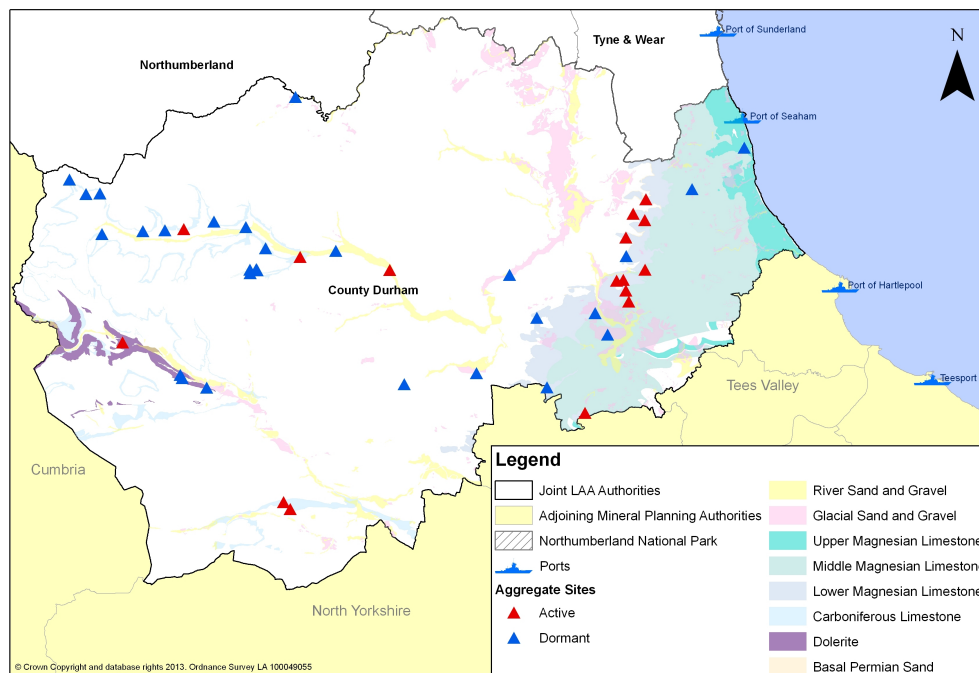 Port of Sunderland
Tyne & Wear
N
Northumberland
Port of Seaham
County Durham
Port of Hartlepool
Tees Valley
Teesport
Cumbria
North Yorkshire
Legend
Joint LAA Authorities
Adjoining Mineral Planning Authorities
Northumberland National Park
Ports
Aggregate Sites
Active
Dormant
River Sand and Gravel
Glacial Sand and Gravel
Upper Magnesian Limestone
Middle Magnesian Limestone
Lower Magnesian Limestone
Carboniferous Limestone
Dolerite
Basal Permian Sand
© Crown Copyright and database rights 2013. Ordnance Survey LA 100049055